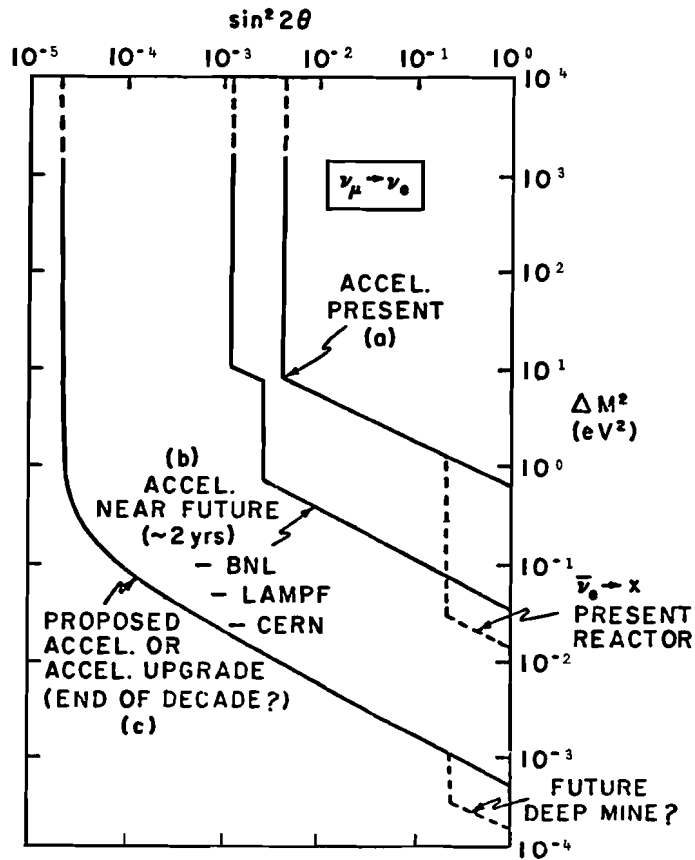 sin² 2θ
10⁻⁵ 10⁻⁴ 10⁻³ 10⁻² 10⁻¹ 10⁰
10⁴
10³
ν_μ → ν_e
10²
ACCEL.
PRESENT
(a)
10¹
ΔM²
(eV²)
10⁰
(b)
ACCEL.
NEAR FUTURE
(~2 yrs)
– BNL
– LAMPF
– CERN
10⁻¹
ν̄_e → X
PRESENT
REACTOR
10⁻²
PROPOSED
ACCEL. OR
ACCEL. UPGRADE
(END OF DECADE?)
(c)
10⁻³
FUTURE
DEEP MINE?
10⁻⁴